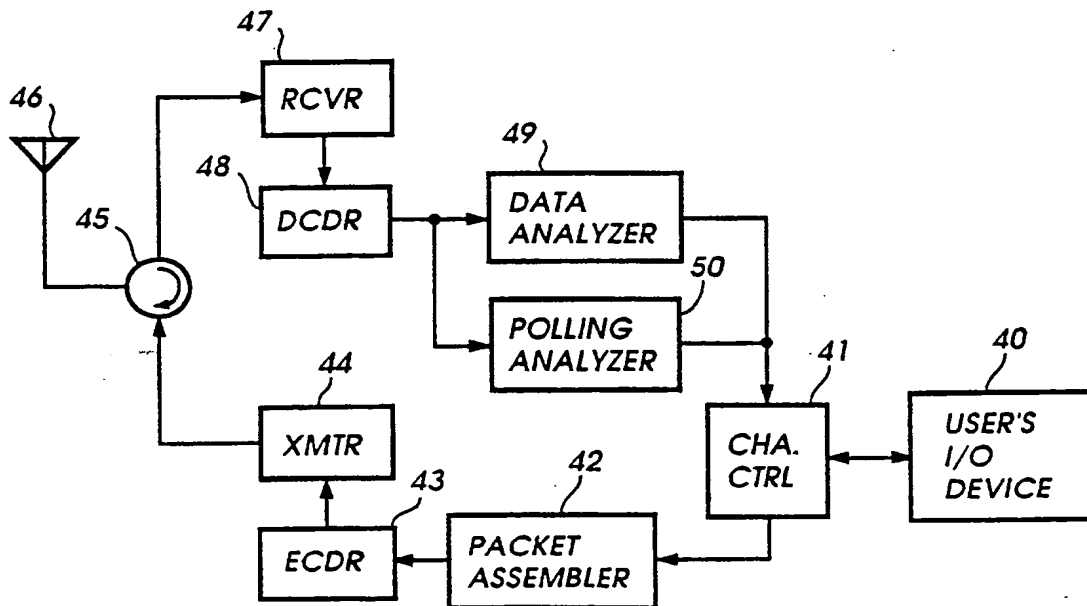 47
46
RCVR
49
48
DATA
ANALYZER
DCDR
45
50
POLLING
ANALYZER
41
40
44
USER'S
I/O
DEVICE
CHA.
CTRL
XMTR
43
42
PACKET
ASSEMBLER
ECDR